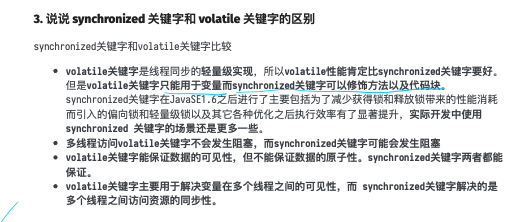 3. 说说 synchronized 关键字和 volatile 关键字的区别
synchronized关键字和volatile关键字比较
• volatile关键字是线程同步的轻量级实现，所以volatile性能肯定比synchronized关键字要好。
但是volatile关键字只能用于变量而synchronized关键字可以修饰方法以及代码块。
synchronized关键字在JavaSE1.6之后进行了主要包括为了减少获得锁和释放锁带来的性能消耗
而引入的偏向锁和轻量级锁以及其它各种优化之后执行效率有了显著提升，实际开发中使用
synchronized 关键字的场景还是更多一些。
• 多线程访问volatile关键字不会发生阻塞，而synchronized关键字可能会发生阻塞
• volatile关键字能保证数据的可见性，但不能保证数据的原子性。synchronized关键字两者都能
保证。
• volatile关键字主要用于解决变量在多个线程之间的可见性，而 synchronized关键字解决的是
多个线程之间访问资源的同步性。